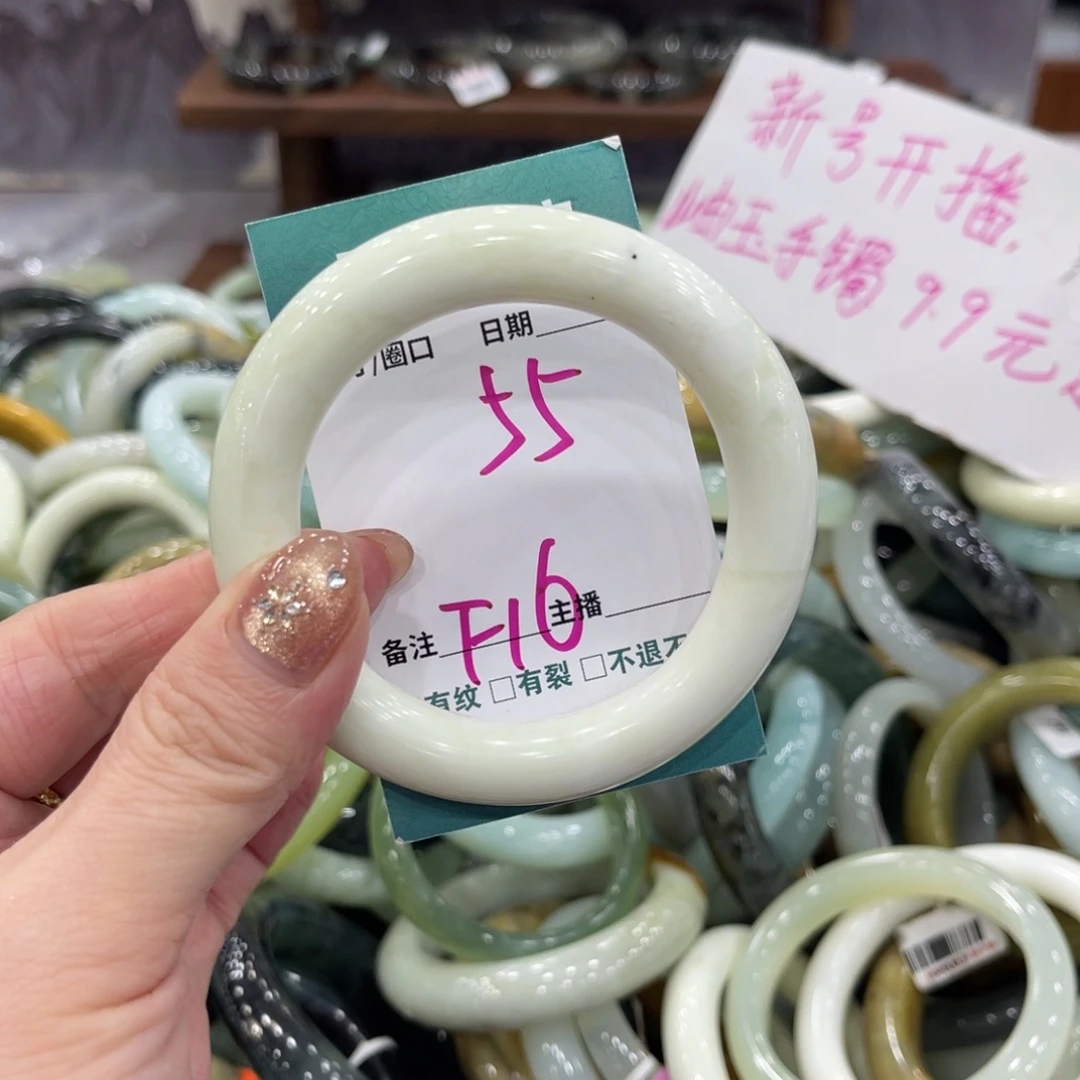 新号开播,
岫玉手镯 9.9元
圈口 日期
55
F16
备注 主播
有纹 □有裂 □不退不